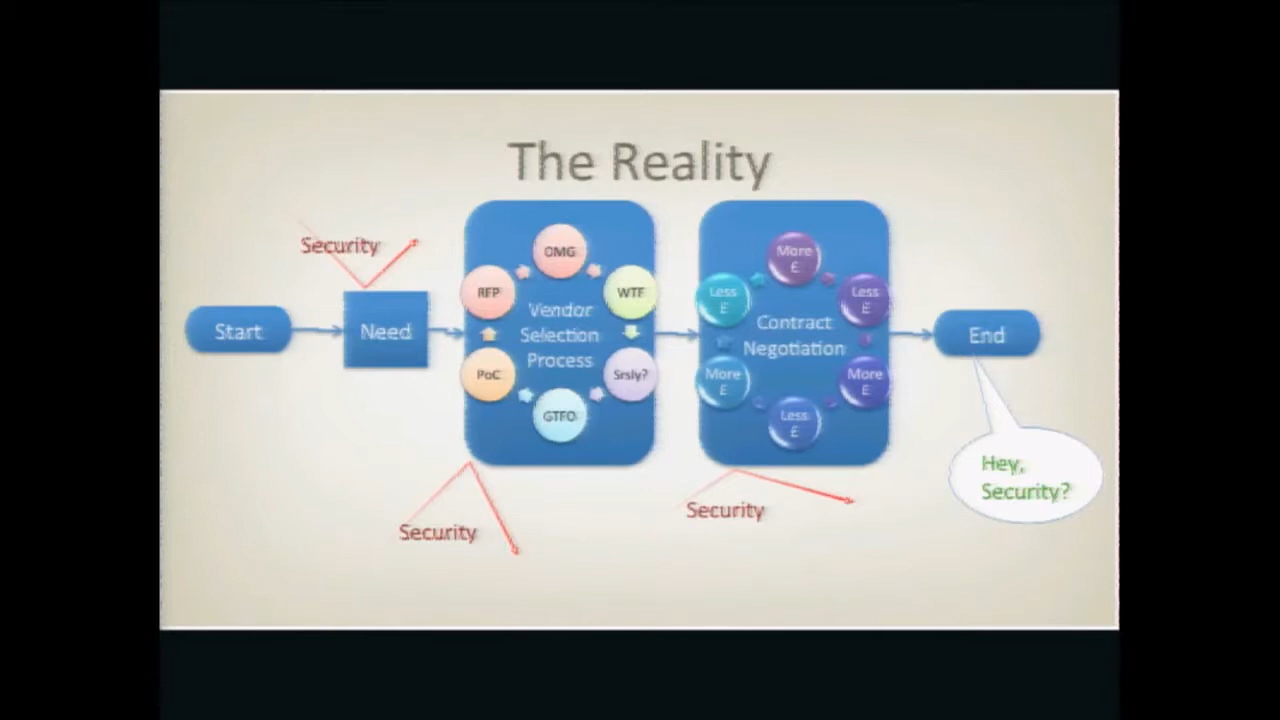 The Reality
Security
Start
Need
OMG
RFP
WTF
Vendor
Selection
Process
PoC
Srsly?
GTFO
More
£
Less
£
Less
£
Contract
Negotiation
More
£
More
£
Less
£
End
Security
Security
Hey,
Security?